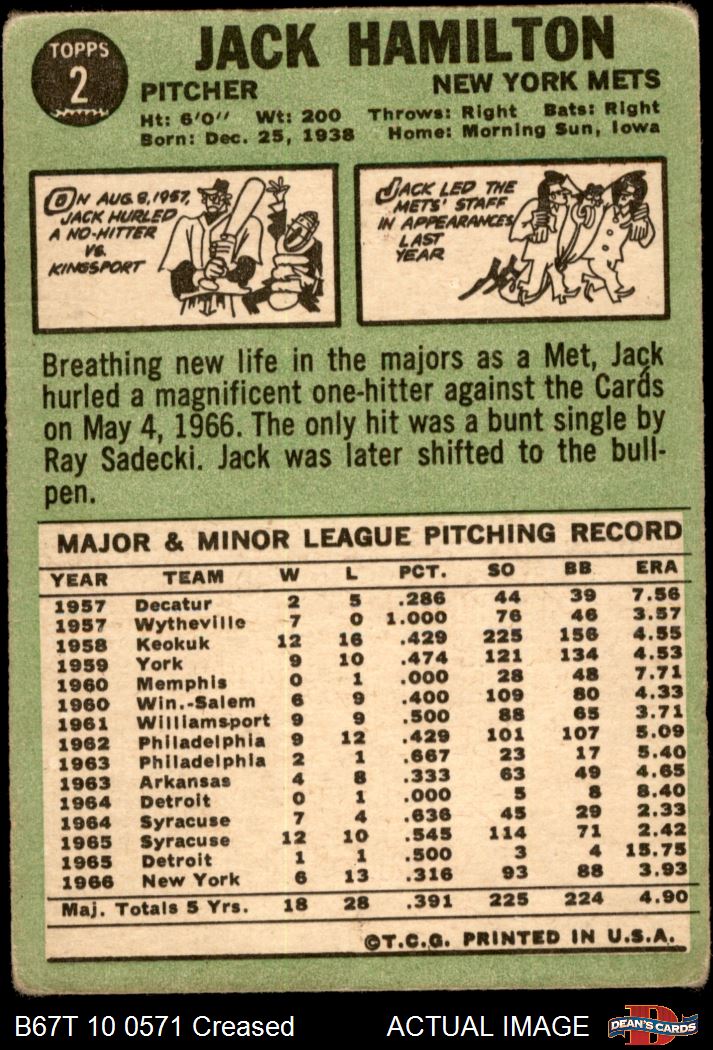 TOPPS
2
JACK HAMILTON
PITCHER NEW YORK METS
Ht: 6'0" Wt: 200 Throws: Right Bats: Right
Born: Dec. 25, 1938 Home: Morning Sun, Iowa
ON AUG. 8, 1957,
JACK HURLED
A NO-HITTER
VS.
KINGSPORT
JACK LED THE
METS' STAFF
IN APPEARANCES
LAST
YEAR
Breathing new life in the majors as a Met, Jack
hurled a magnificent one-hitter against the Cards
on May 4, 1966. The only hit was a bunt single by
Ray Sadecki. Jack was later shifted to the bull-
pen.
MAJOR & MINOR LEAGUE PITCHING RECORD
YEAR TEAM W L PCT. SO BB ERA
1957 Decatur 2 5 .286 44 39 7.56
1957 Wytheville 7 0 1.000 76 46 3.57
1958 Keokuk 12 16 .429 225 156 4.55
1959 York 9 10 .474 121 134 4.53
1960 Memphis 0 1 .000 28 48 7.71
1960 Win.-Salem 6 9 .400 109 80 4.33
1961 Williamsport 9 9 .500 88 65 3.71
1962 Philadelphia 9 12 .429 101 107 5.09
1963 Philadelphia 2 1 .667 23 17 5.40
1963 Arkansas 4 8 .333 63 49 4.65
1964 Detroit 0 1 .000 5 8 8.40
1964 Syracuse 7 4 .636 45 29 2.33
1965 Syracuse 12 10 .545 114 71 2.42
1965 Detroit 1 1 .500 3 4 15.75
1966 New York 6 13 .316 93 88 3.93
Maj. Totals 5 Yrs. 18 28 .391 225 224 4.90
©T.C.G. PRINTED IN U.S.A.
B67T 10 0571 Creased ACTUAL IMAGE
D
DEAN'S CARDS